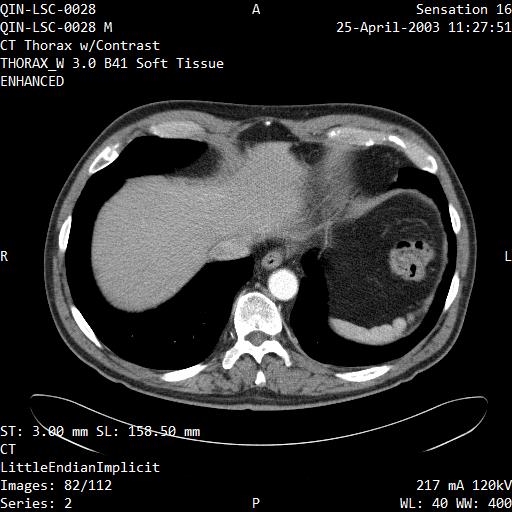 QIN-LSC-0028
A
Sensation 16
QIN-LSC-0028 M
25-April-2003 11:27:51
CT Thorax w/Contrast
THORAX_W 3.0 B41 Soft Tissue
ENHANCED
R
L
ST: 3.00 mm SL: 158.50 mm
CT
LittleEndianImplicit
Images: 82/112
217 mA 120kV
Series: 2
P
WL: 40 WW: 400